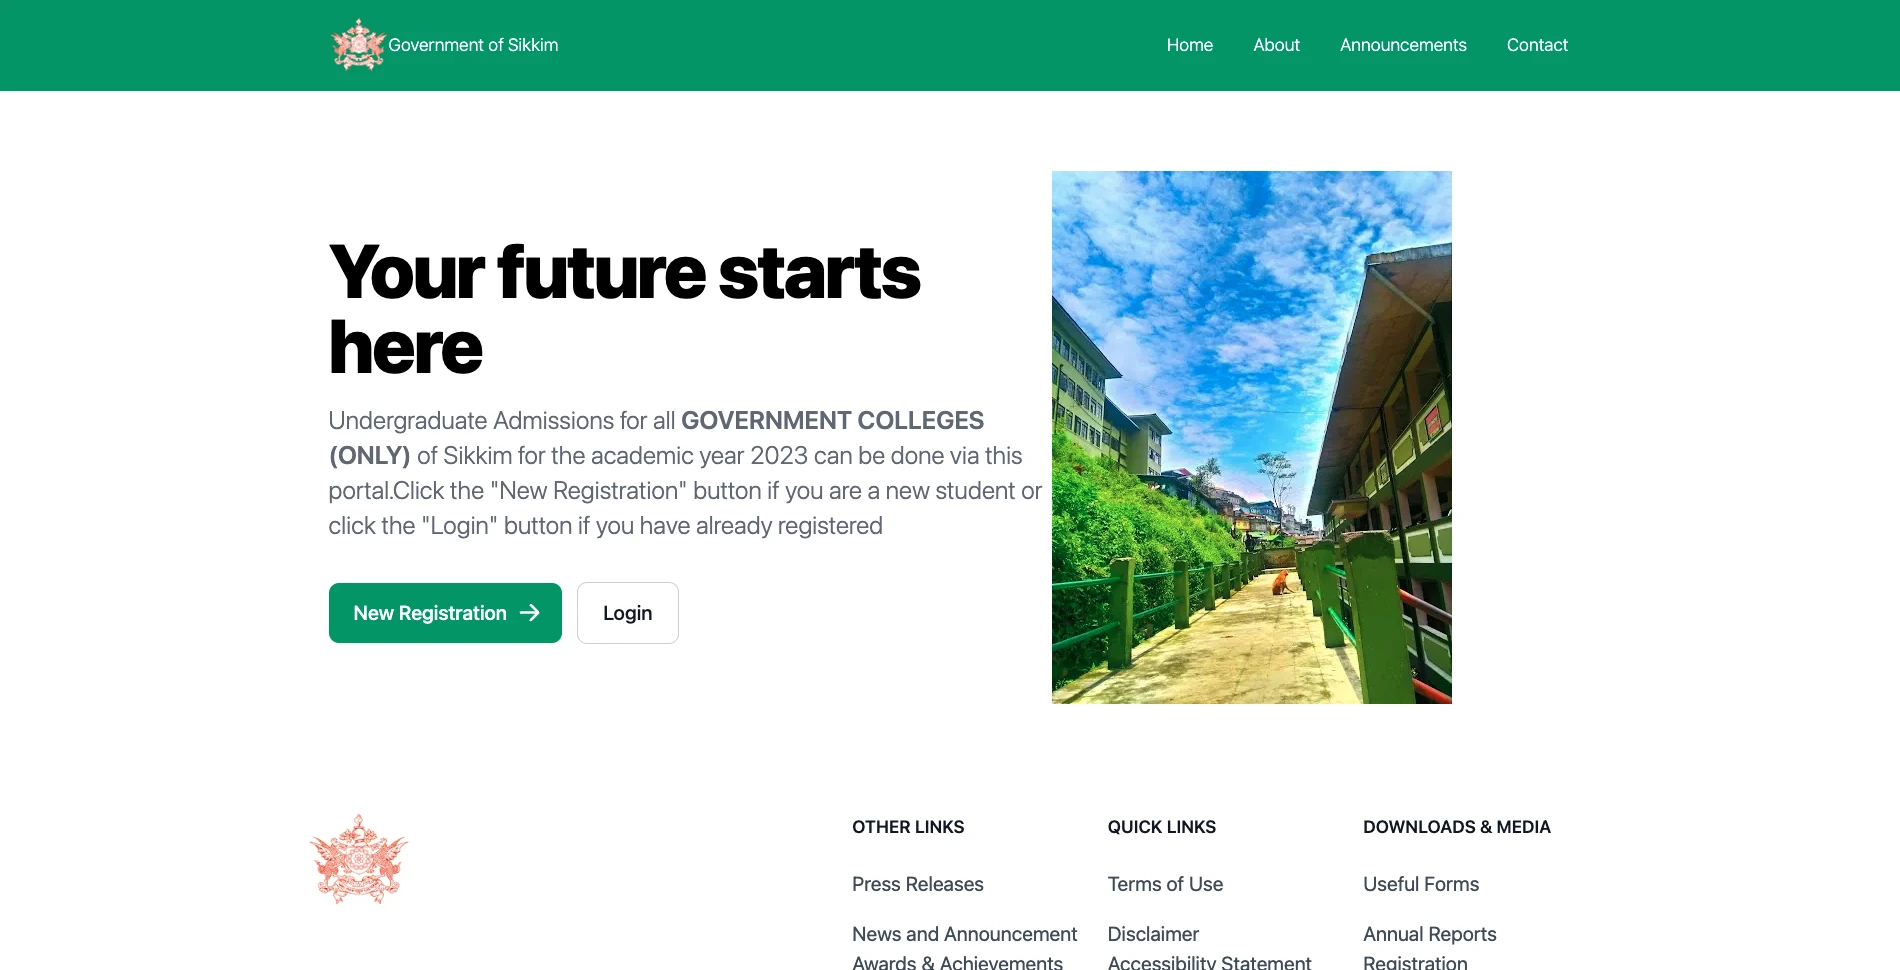 Government of Sikkim
Home
About
Announcements
Contact
Your future starts
here
Undergraduate Admissions for all GOVERNMENT COLLEGES
(ONLY) of Sikkim for the academic year 2023 can be done via this
portal.Click the "New Registration" button if you are a new student or
click the "Login" button if you have already registered
New Registration
Login
OTHER LINKS
Press Releases
News and Announcement
Awards & Achievements
QUICK LINKS
Terms of Use
Disclaimer
Accessibility Statement
DOWNLOADS & MEDIA
Useful Forms
Annual Reports
Registration